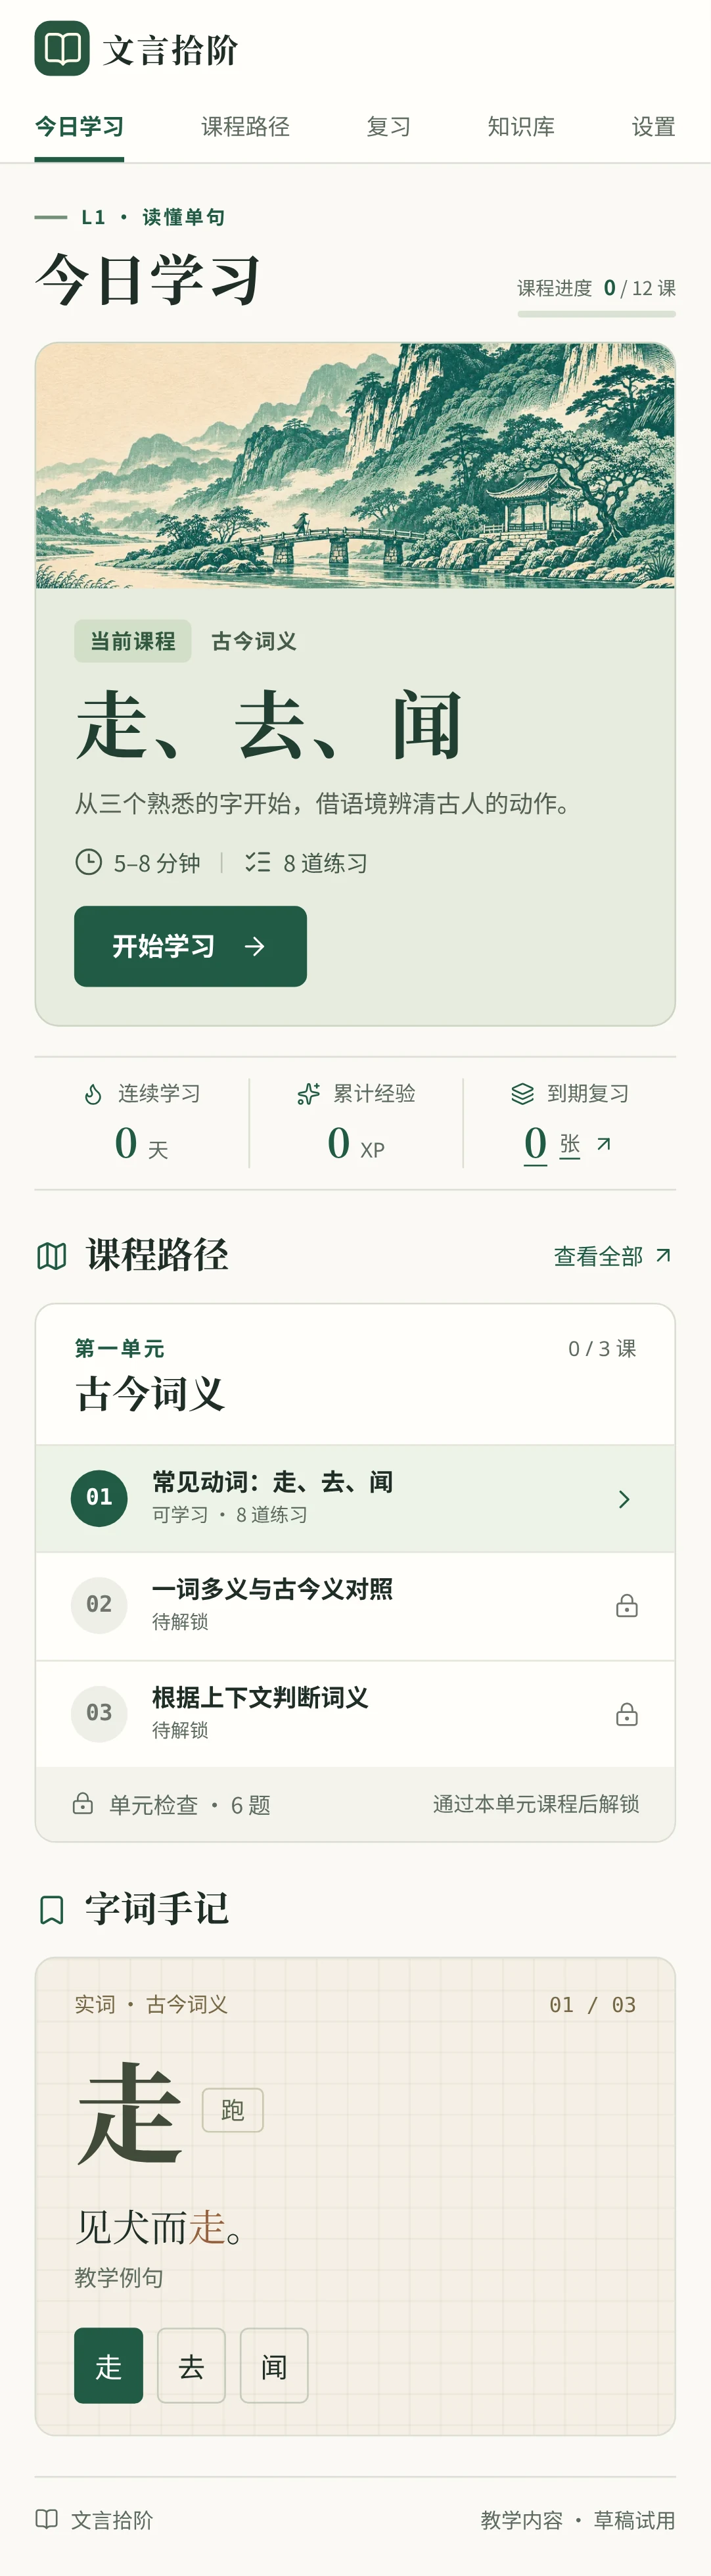 文言拾阶
今日学习 课程路径 复习 知识库 设置
L1 · 读懂单句
今日学习
课程进度 0 / 12 课
当前课程 古今词义
走、去、闻
从三个熟悉的字开始，借语境辨清古人的动作。
5–8 分钟 8 道练习
开始学习 →
连续学习 累计经验 到期复习
0 天 0 XP 0 张 ↗
课程路径 查看全部 ↗
第一单元 0 / 3 课
古今词义
01 常见动词：走、去、闻
可学习 · 8 道练习
02 一词多义与古今义对照
待解锁
03 根据上下文判断词义
待解锁
单元检查 · 6 题 通过本单元课程后解锁
字词手记
实词 · 古今词义 01 / 03
走 跑
见犬而走。
教学例句
走 去 闻
文言拾阶 教学内容 · 草稿试用